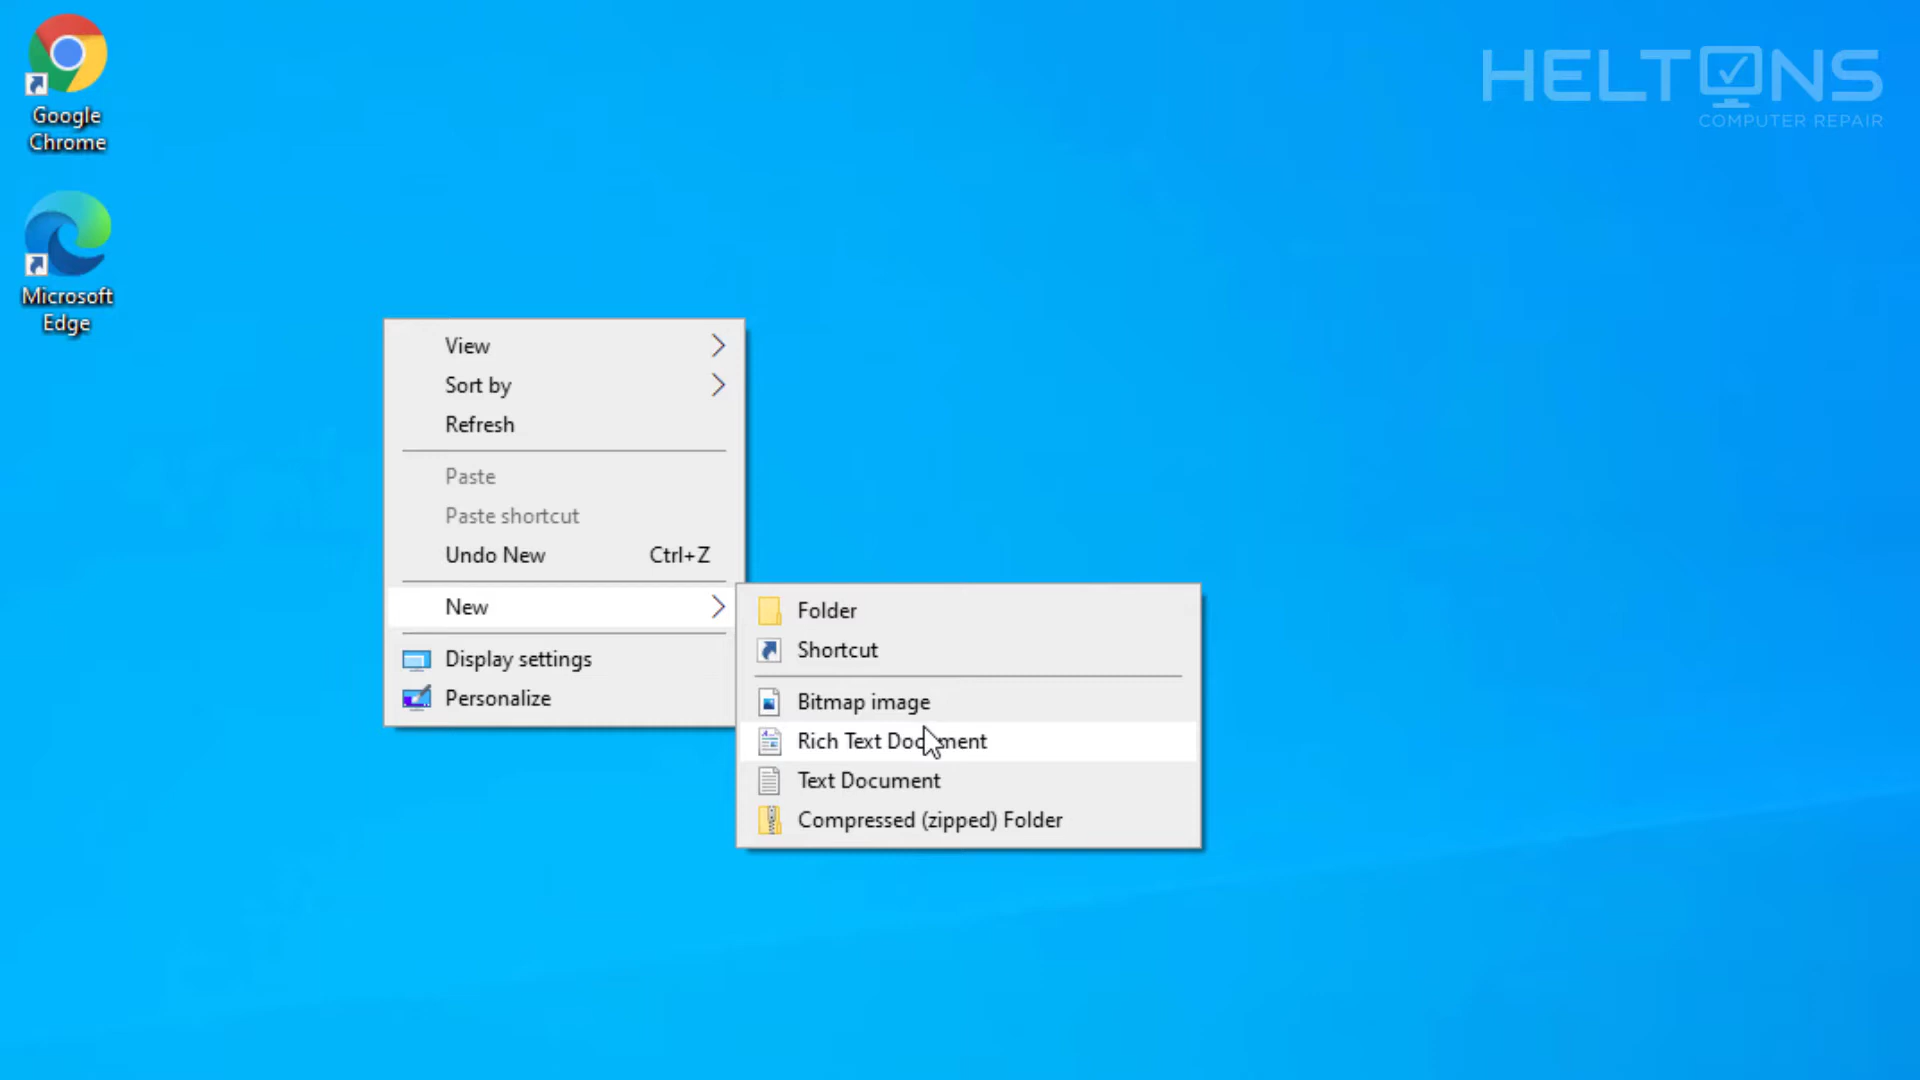 Google
Chrome
HELTONS
COMPUTER REPAIR
Microsoft
Edge
View
Sort by
Refresh
Paste
Paste shortcut
Undo New Ctrl+Z
New
Display settings
Personalize
Folder
Shortcut
Bitmap image
Rich Text Document
Text Document
Compressed (zipped) Folder